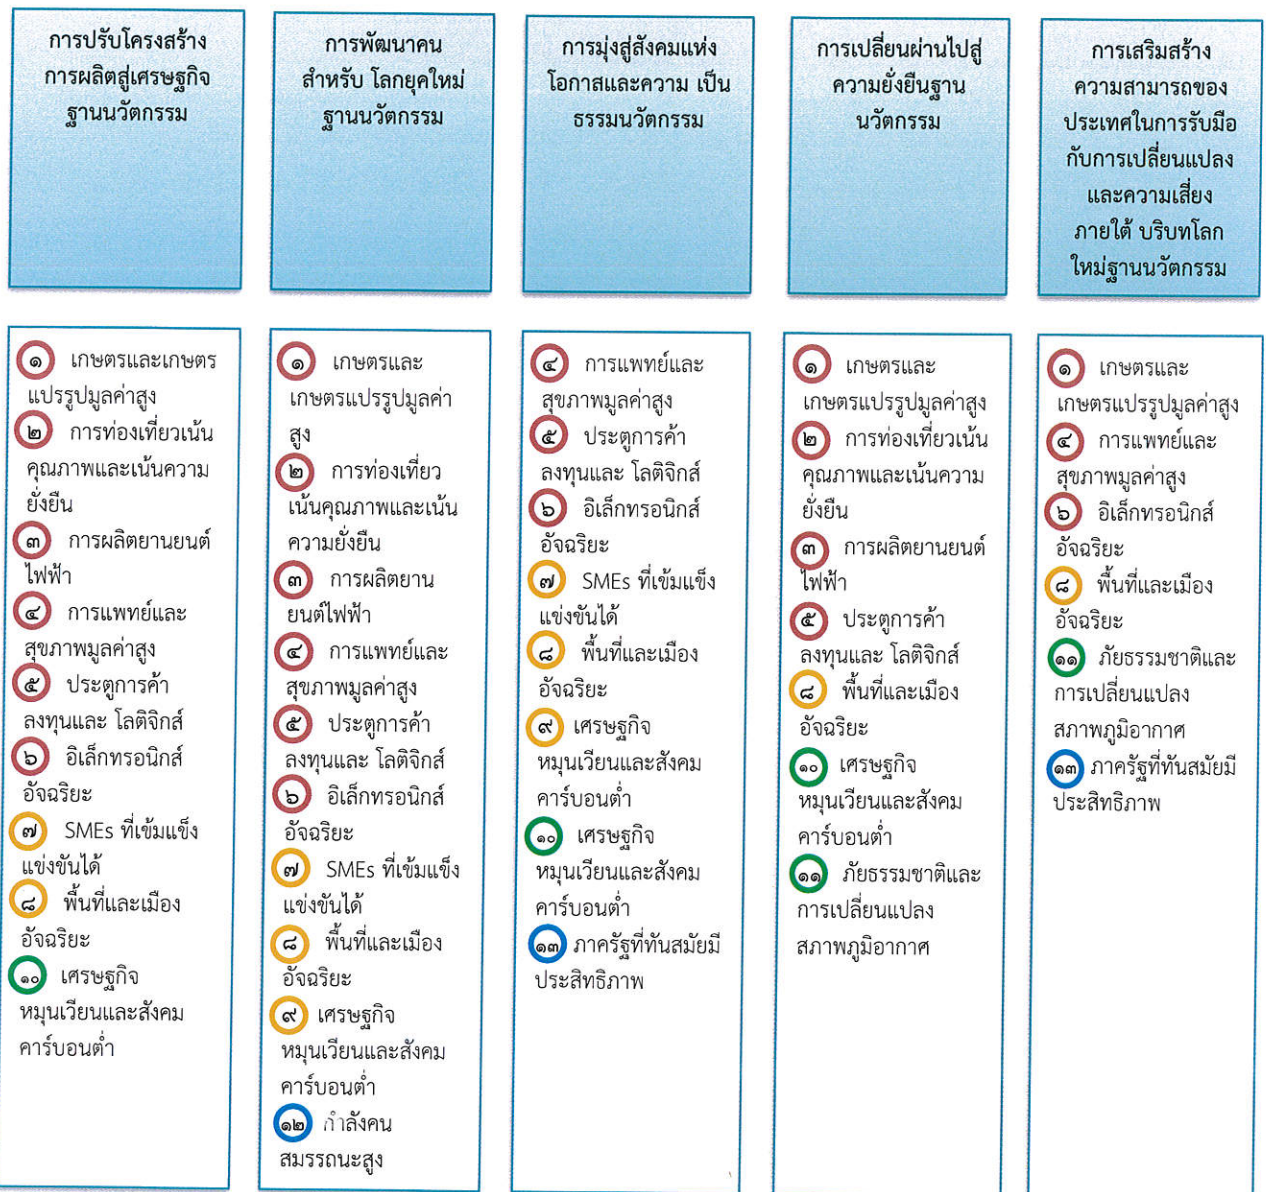 การปรับโครงสร้าง
การผลิตสู่เศรษฐกิจ
ฐานนวัตกรรม
การพัฒนาคน
สำหรับ โลกยุคใหม่
ฐานนวัตกรรม
การมุ่งสู่สังคมแห่ง
โอกาสและความ เป็น
ธรรมนวัตกรรม
การเปลี่ยนผ่านไปสู่
ความยั่งยืนฐาน
นวัตกรรม
การเสริมสร้าง
ความสามารถของ
ประเทศในการรับมือ
กับการเปลี่ยนแปลง
และความเสี่ยง
ภายใต้ บริบทโลก
ใหม่ฐานนวัตกรรม
๑ เกษตรและเกษตร
แปรรูปมูลค่าสูง
๒ การท่องเที่ยวเน้น
คุณภาพและเน้นความ
ยั่งยืน
๓ การผลิตยานยนต์
ไฟฟ้า
๔ การแพทย์และ
สุขภาพมูลค่าสูง
๕ ประตูการค้า
ลงทุนและ โลติจิกส์
๖ อิเล็กทรอนิกส์
อัจฉริยะ
๗ SMEs ที่เข้มแข็ง
แข่งขันได้
๘ พื้นที่และเมือง
อัจฉริยะ
๑๐ เศรษฐกิจ
หมุนเวียนและสังคม
คาร์บอนต่ำ
๑ เกษตรและ
เกษตรแปรรูปมูลค่า
สูง
๒ การท่องเที่ยว
เน้นคุณภาพและเน้น
ความยั่งยืน
๓ การผลิตยาน
ยนต์ไฟฟ้า
๔ การแพทย์และ
สุขภาพมูลค่าสูง
๕ ประตูการค้า
ลงทุนและ โลติจิกส์
๖ อิเล็กทรอนิกส์
อัจฉริยะ
๗ SMEs ที่เข้มแข็ง
แข่งขันได้
๘ พื้นที่และเมือง
อัจฉริยะ
๙ เศรษฐกิจ
หมุนเวียนและสังคม
คาร์บอนต่ำ
๑๒ กำลังคน
สมรรถนะสูง
๔ การแพทย์และ
สุขภาพมูลค่าสูง
๕ ประตูการค้า
ลงทุนและ โลติจิกส์
๖ อิเล็กทรอนิกส์
อัจฉริยะ
๗ SMEs ที่เข้มแข็ง
แข่งขันได้
๘ พื้นที่และเมือง
อัจฉริยะ
๙ เศรษฐกิจ
หมุนเวียนและสังคม
คาร์บอนต่ำ
๑๐ เศรษฐกิจ
หมุนเวียนและสังคม
คาร์บอนต่ำ
๑๓ ภาครัฐที่ทันสมัยมี
ประสิทธิภาพ
๑ เกษตรและ
เกษตรแปรรูปมูลค่าสูง
๒ การท่องเที่ยวเน้น
คุณภาพและเน้นความ
ยั่งยืน
๓ การผลิตยานยนต์
ไฟฟ้า
๕ ประตูการค้า
ลงทุนและ โลติจิกส์
๘ พื้นที่และเมือง
อัจฉริยะ
๑๐ เศรษฐกิจ
หมุนเวียนและสังคม
คาร์บอนต่ำ
๑๑ ภัยธรรมชาติและ
การเปลี่ยนแปลง
สภาพภูมิอากาศ
๑ เกษตรและ
เกษตรแปรรูปมูลค่าสูง
๔ การแพทย์และ
สุขภาพมูลค่าสูง
๖ อิเล็กทรอนิกส์
อัจฉริยะ
๘ พื้นที่และเมือง
อัจฉริยะ
๑๑ ภัยธรรมชาติและ
การเปลี่ยนแปลง
สภาพภูมิอากาศ
๑๓ ภาครัฐที่ทันสมัยมี
ประสิทธิภาพ